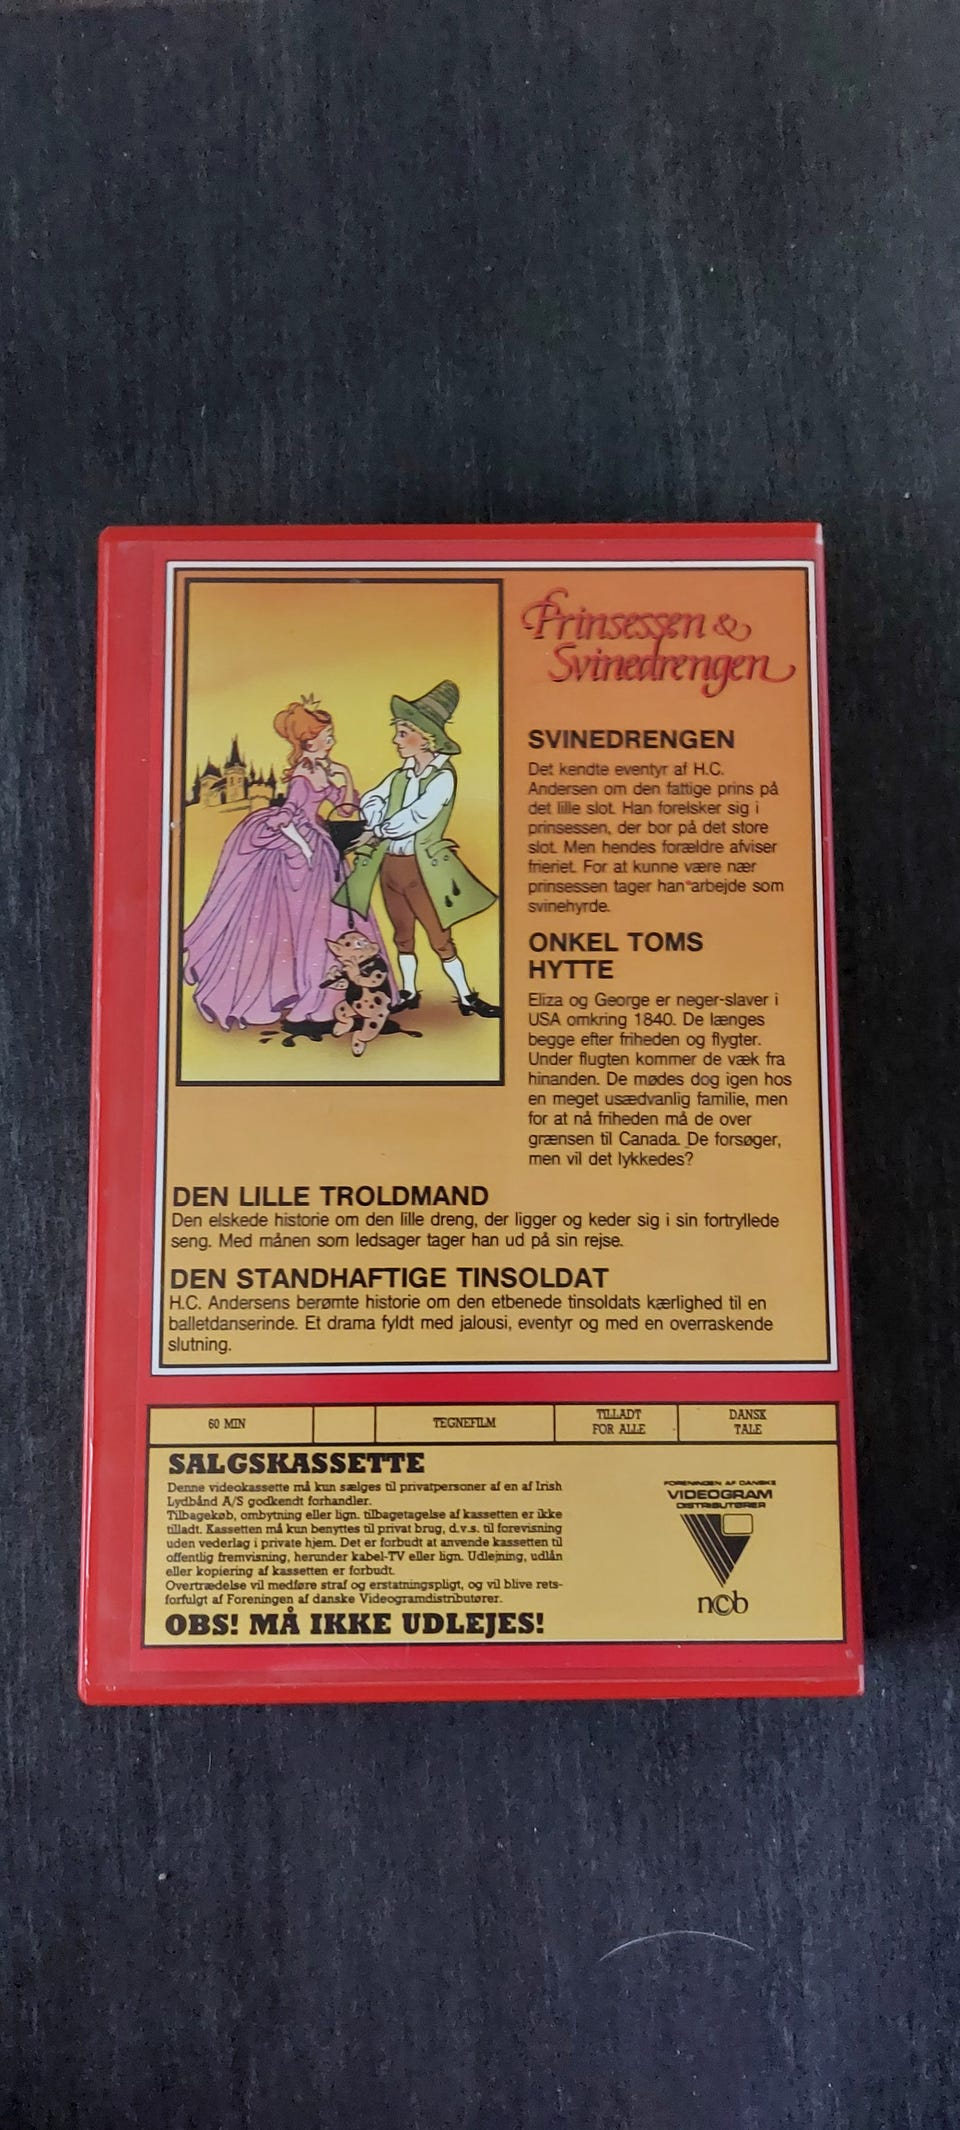 Prinsessen &
Svinedrengen
SVINEDRENGEN
Det kendte eventyr af H.C.
Andersen om den fattige prins på
det lille slot. Han forelsker sig i
prinsessen, der bor på det store
slot. Men hendes forældre afviser
frieriet. For at kunne være nær
prinsessen tager han arbejde som
svinehyrde.
ONKEL TOMS
HYTTE
Eliza og George er neger-slaver i
USA omkring 1840. De længes
begge efter friheden og flygter.
Under flugten kommer de væk fra
hinanden. De mødes dog igen hos
en meget usædvanlig familie, men
for at nå friheden må de over
grænsen til Canada. De forsøger,
men vil det lykkedes?
DEN LILLE TROLDMAND
Den elskede historie om den lille dreng, der ligger og keder sig i sin fortryllede
seng. Med månen som ledsager tager han ud på sin rejse.
DEN STANDHAFTIGE TINSOLDAT
H.C. Andersens berømte historie om den etbenede tinsoldats kærlighed til en
balletdanserinde. Et drama fyldt med jalousi, eventyr og med en overraskende
slutning.
60 MIN
TEGNEFILM
TILLADT
FOR ALLE
DANSK
TALE
SALGSKASSETTE
Denne videokassette må kun sælges til privatpersoner af en af Irish
Lydbånd A/S godkendt forhandler.
Tilbagekøb, ombytning eller lign. tilbagetagelse af kassetten er ikke
tilladt. Kassetten må kun benyttes til privat brug, d.v.s. til forevisning
uden vederlag i private hjem. Det er forbudt at anvende kassetten til
offentlig fremvisning, herunder kabel-TV eller lign. Udlejning, udlån
eller kopiering af kassetten er forbudt.
Overtrædelse vil medføre straf og erstatningspligt, og vil blive rets-
forfulgt af Foreningen af danske Videogramdistributører.
OBS! MÅ IKKE UDLEJES!
FORENINGEN AF DANSKE
VIDEOGRAM
DISTRIBUTØRER
ncb